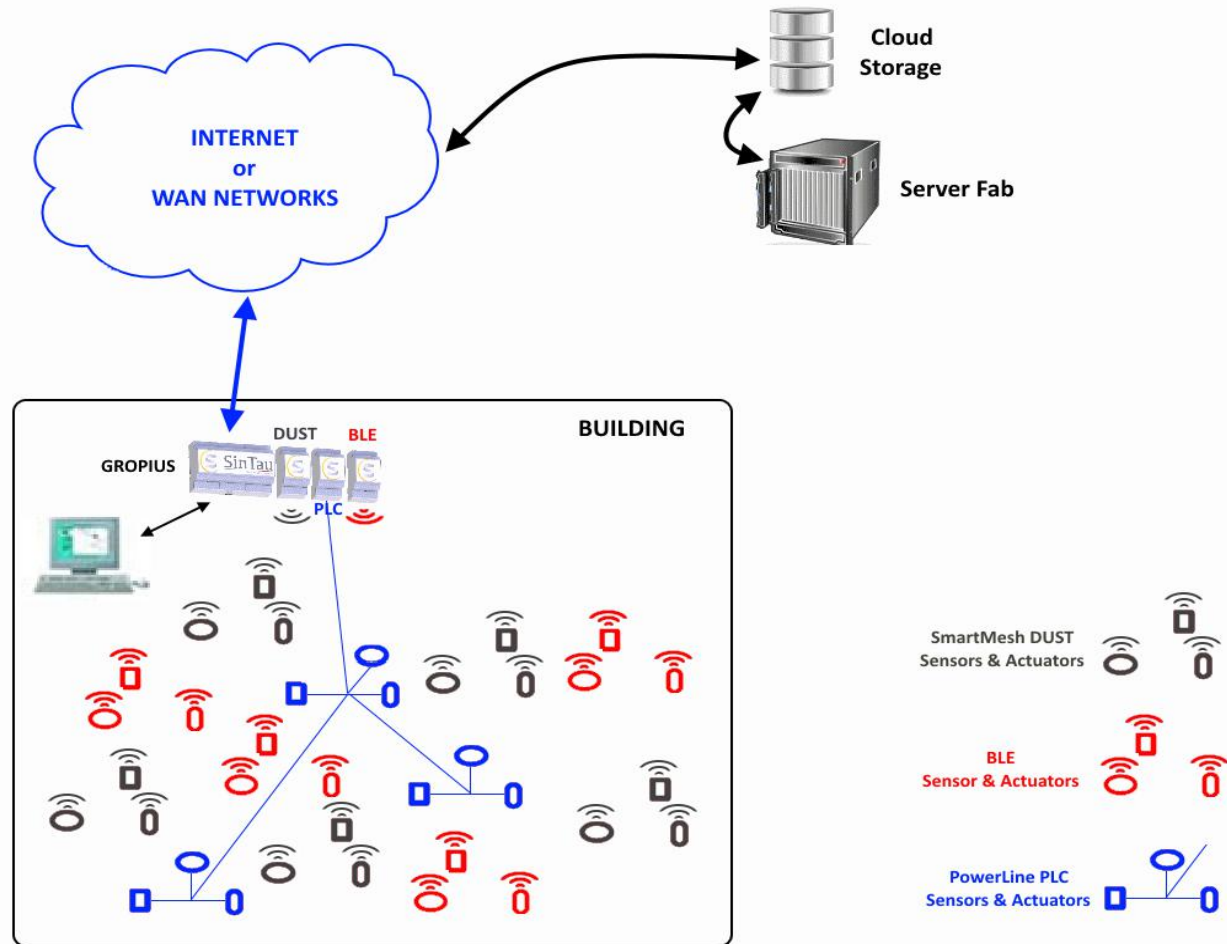 Cloud
Storage
INTERNET
or
WAN NETWORKS
Server Fab
BUILDING
DUST
BLE
GROPIUS
SinTau
PLC
SmartMesh DUST
Sensors & Actuators
BLE
Sensor & Actuators
PowerLine PLC
Sensors & Actuators